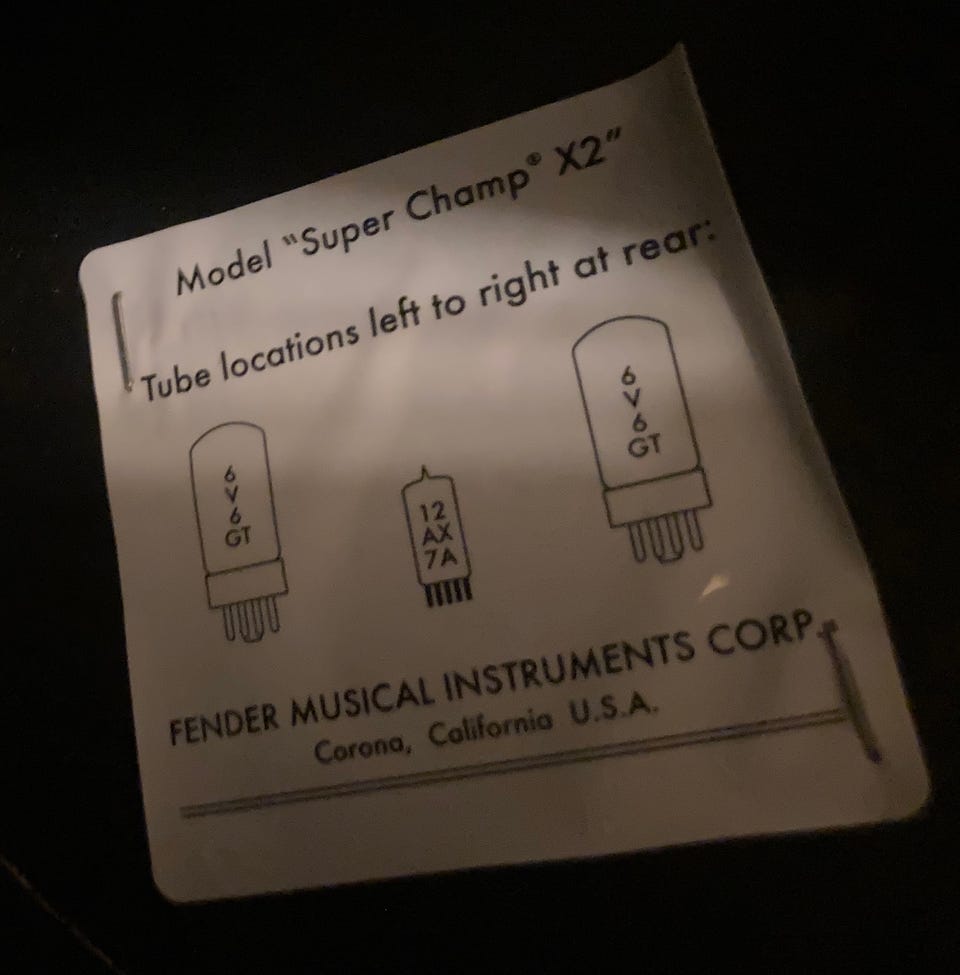 Model "Super Champ® X2"
Tube locations left to right at rear:
6
V
6
GT
12
AX
7A
6
V
6
GT
FENDER MUSICAL INSTRUMENTS CORP.
Corona, California U.S.A.